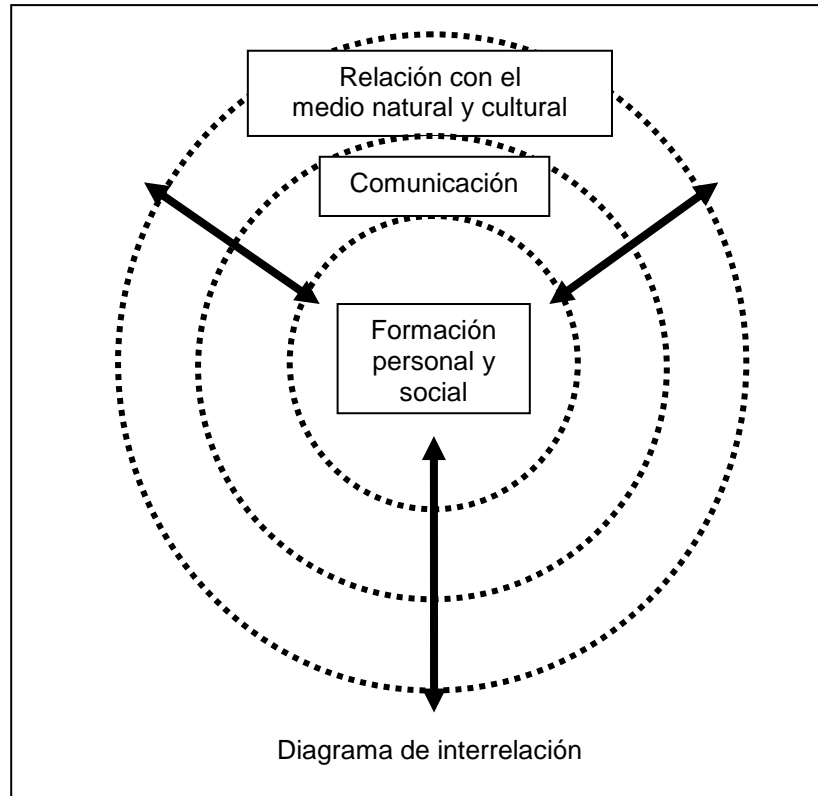 Relación con el
medio natural y cultural
Comunicación
Formación
personal y
social
Diagrama de interrelación